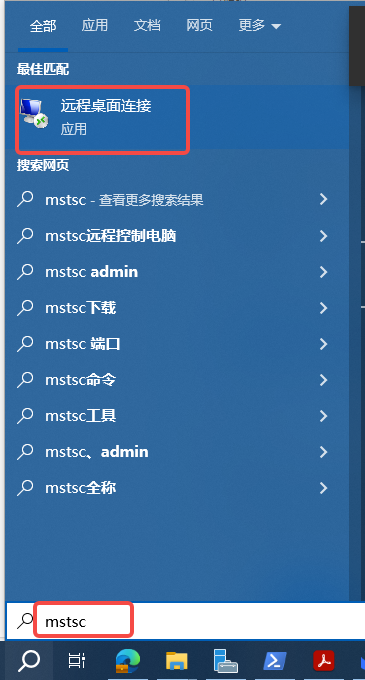 全部 应用 文档 网页 更多
最佳匹配
远程桌面连接
应用
搜索网页
mstsc - 查看更多搜索结果
mstsc远程控制电脑
mstsc admin
mstsc下载
mstsc 端口
mstsc命令
mstsc工具
mstsc、admin
mstsc全称
mstsc